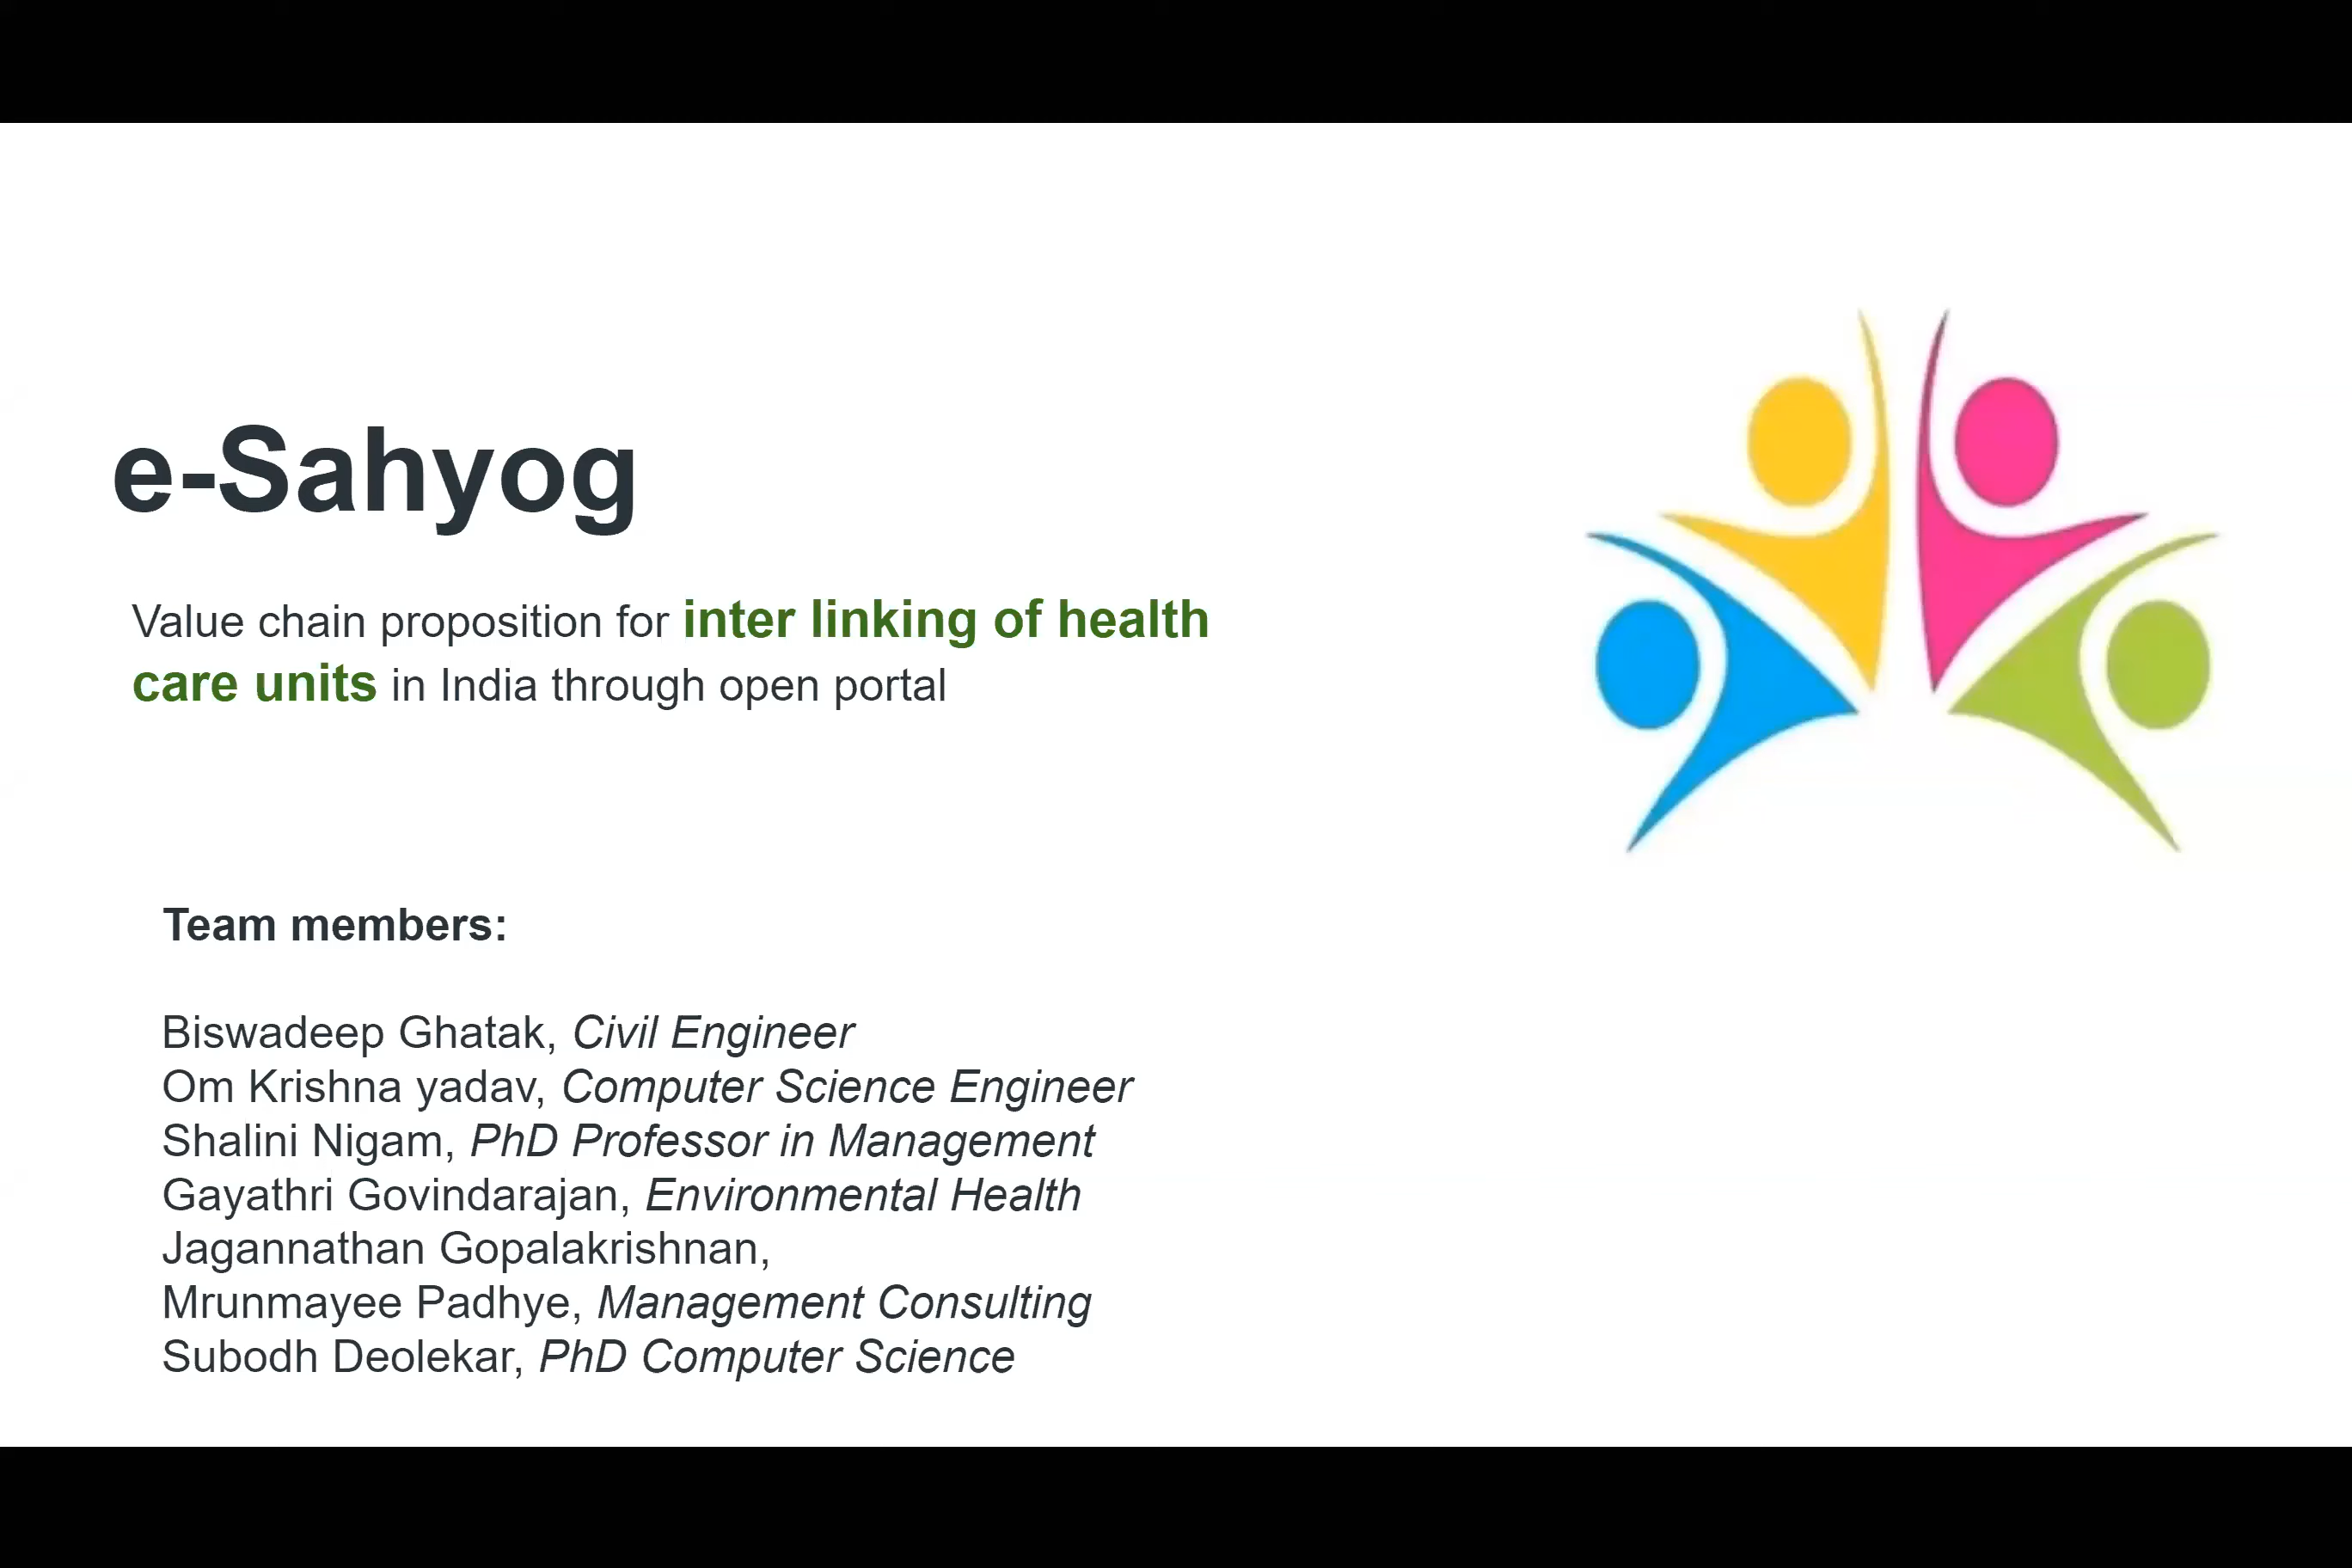 e-Sahyog
Value chain proposition for inter linking of health
care units in India through open portal
Team members:
Biswadeep Ghatak, Civil Engineer
Om Krishna yadav, Computer Science Engineer
Shalini Nigam, PhD Professor in Management
Gayathri Govindarajan, Environmental Health
Jagannathan Gopalakrishnan,
Mrunmayee Padhye, Management Consulting
Subodh Deolekar, PhD Computer Science